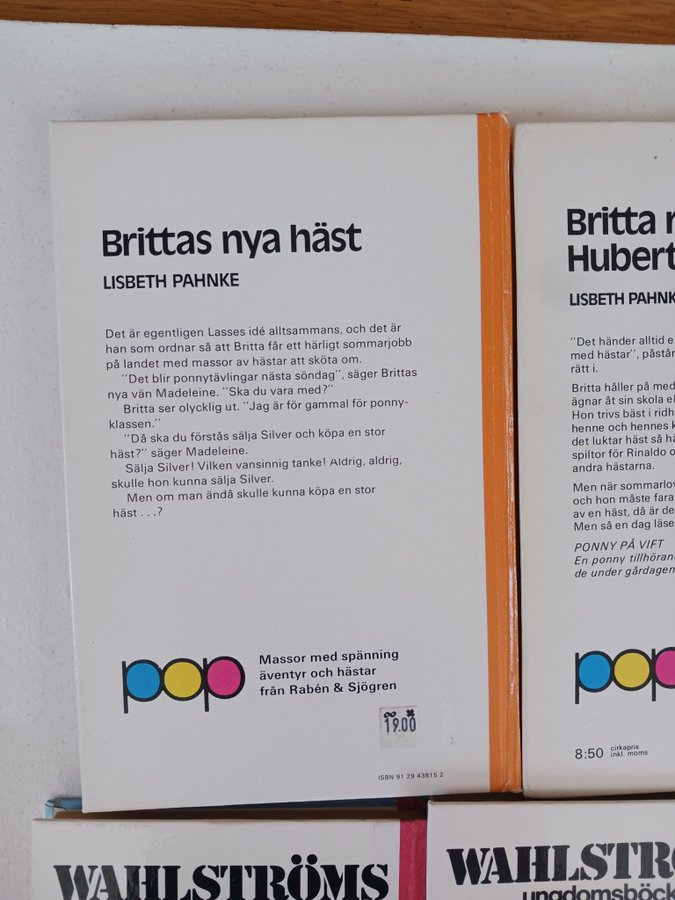 Brittas nya häst
LISBETH PAHNKE
Det är egentligen Lasses idé alltsammans, och det är
han som ordnar så att Britta får ett härligt sommarjobb
på landet med massor av hästar att sköta om.
"Det blir ponnytävlingar nästa söndag", säger Brittas
nya vän Madeleine. "Ska du vara med?"
Britta ser olycklig ut. "Jag är för gammal för ponny-
klassen."
"Då ska du förstås sälja Silver och köpa en stor
häst?" säger Madeleine.
Sälja Silver! Vilken vansinnig tanke! Aldrig, aldrig,
skulle hon kunna sälja Silver.
Men om man ändå skulle kunna köpa en stor
häst . . .?
pop
Massor med spänning
äventyr och hästar
från Rabén & Sjögren
19.00
ISBN 91 29 43815 2
Britta
Hubert
LISBETH PAHNK
"Det händer alltid e
med hästar", påstår
rätt i.
Britta håller på med
ägnar åt sin skola el
Hon trivs bäst i ridh
henne och hennes k
det luktar häst så hä
spiltor för Rinaldo o
andra hästarna.
Men när sommarlov
och hon måste fara
av en häst, då är de
Men så en dag läse
PONNY PÅ VIFT
En ponny tillhöran
de under gårdagen
pop
8:50 cirkapris
inkl. moms
WAHLSTRÖMS
WAHLSTRÖ
ungdomsböck